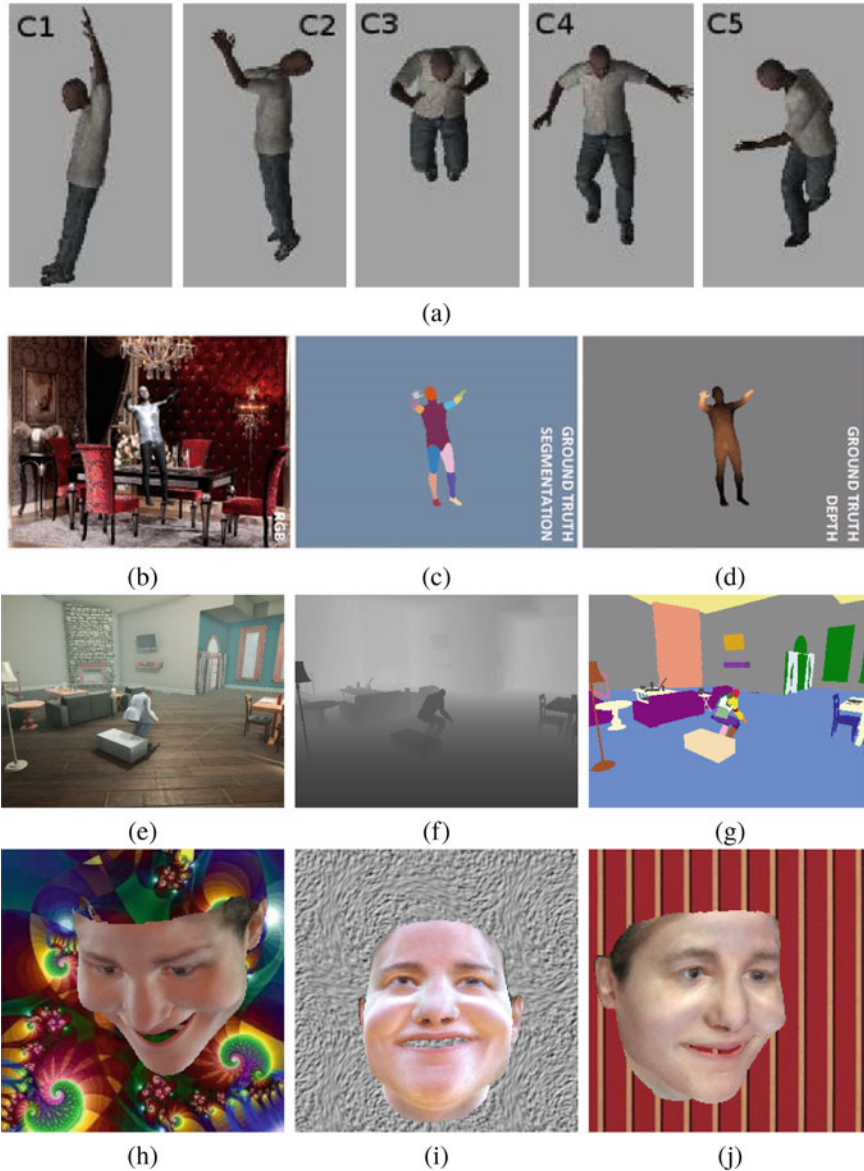 C1
C2
C3
C4
C5
(a)
RGB
GROUND TRUTH
SEGMENTATION
GROUND TRUTH
DEPTH
(b)
(c)
(d)
(e)
(f)
(g)
(h)
(i)
(j)